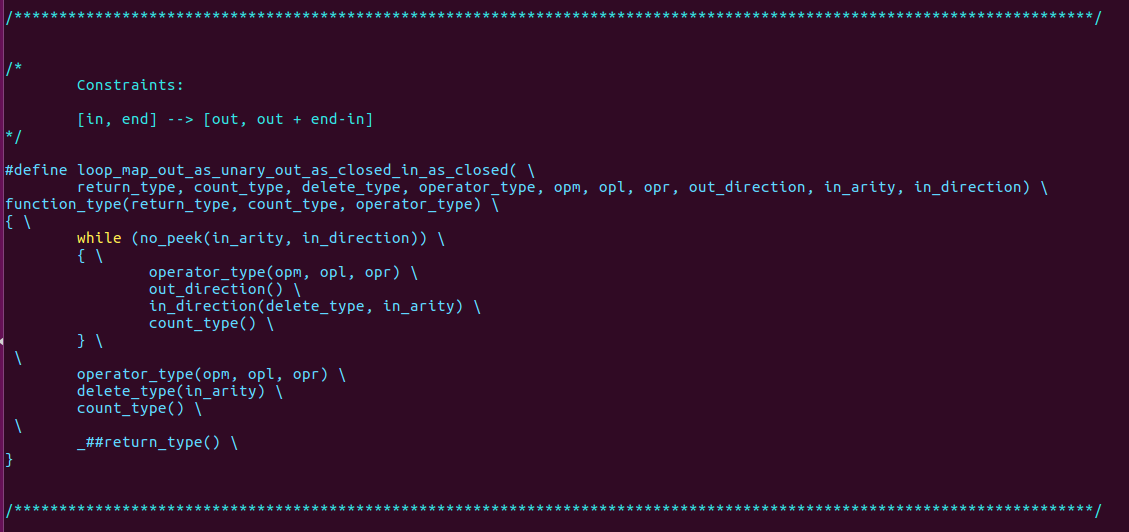 /************************************************************************************************************************/
/*
        Constraints:
        [in, end] --> [out, out + end-in]
*/
#define loop_map_out_as_unary_out_as_closed_in_as_closed( \
        return_type, count_type, delete_type, operator_type, opm, opl, opr, out_direction, in_arity, in_direction) \
function_type(return_type, count_type, operator_type) \
{ \
        while (no_peek(in_arity, in_direction)) \
        { \
                operator_type(opm, opl, opr) \
                out_direction() \
                in_direction(delete_type, in_arity) \
                count_type() \
        } \
 \
        operator_type(opm, opl, opr) \
        delete_type(in_arity) \
        count_type() \
 \
        _##return_type() \
}
/************************************************************************************************************************/